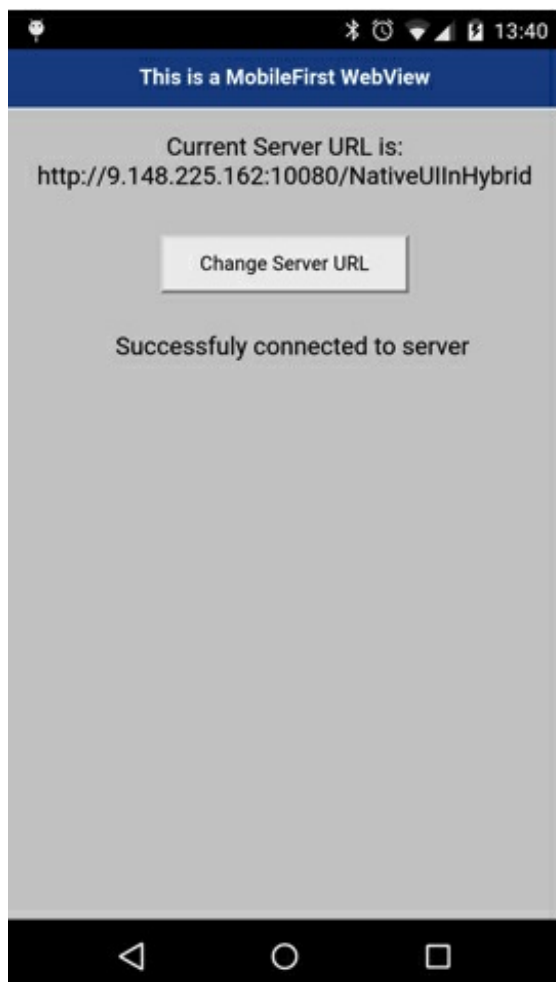 13:40
This is a MobileFirst WebView
Current Server URL is:
http://9.148.225.162:10080/NativeUIInHybrid
Change Server URL
Successfuly connected to server